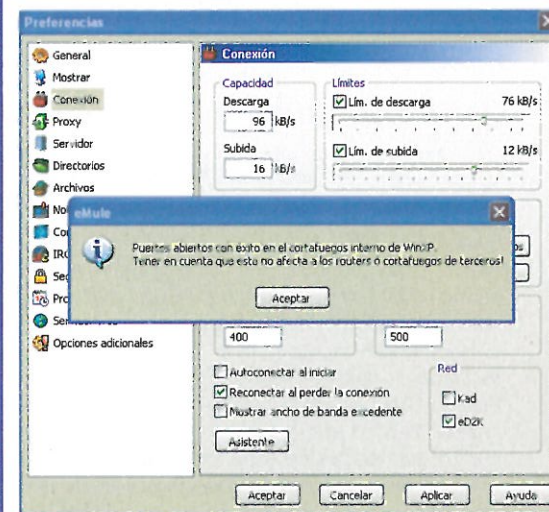 Preferencias
General
Mostrar
Conexión
Proxy
Servidor
Directorios
Archivos
IRC
Opciones adicionales
Conexión
Capacidad
Descarga
96 kB/s
Subida
16 kB/s
Límites
Lím. de descarga 76 kB/s
Lím. de subida 12 kB/s
eMule
Puertos abiertos con éxito en el cortafuegos interno de WinXP.
Tener en cuenta que esto no afecta a los routers ó cortafuegos de terceros!
Aceptar
400
500
Autoconectar al iniciar
Reconectar al perder la conexión
Mostrar ancho de banda excedente
Asistente
Red
Kad
eD2K
Aceptar Cancelar Aplicar Ayuda